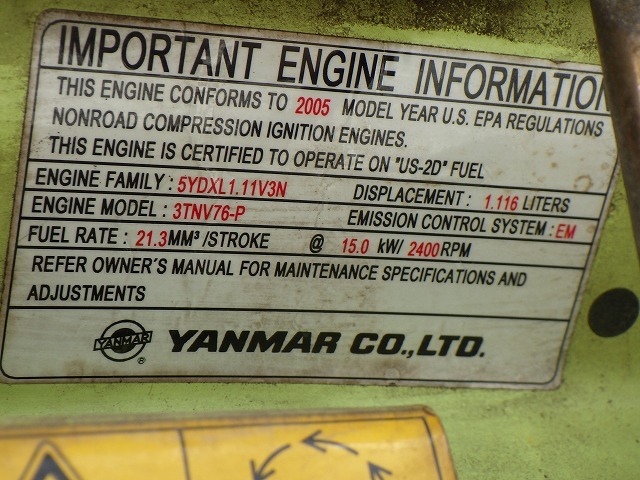 IMPORTANT ENGINE INFORMATION
THIS ENGINE CONFORMS TO 2005 MODEL YEAR U.S. EPA REGULATIONS
NONROAD COMPRESSION IGNITION ENGINES.
THIS ENGINE IS CERTIFIED TO OPERATE ON "US-2D" FUEL
ENGINE FAMILY : 5YDXL1.11V3N DISPLACEMENT : 1.116 LITERS
ENGINE MODEL : 3TNV76-P EMISSION CONTROL SYSTEM : EM
FUEL RATE : 21.3MM³/STROKE @ 15.0 kW/ 2400RPM
REFER OWNER'S MANUAL FOR MAINTENANCE SPECIFICATIONS AND
ADJUSTMENTS
YANMAR ® YANMAR CO.,LTD.